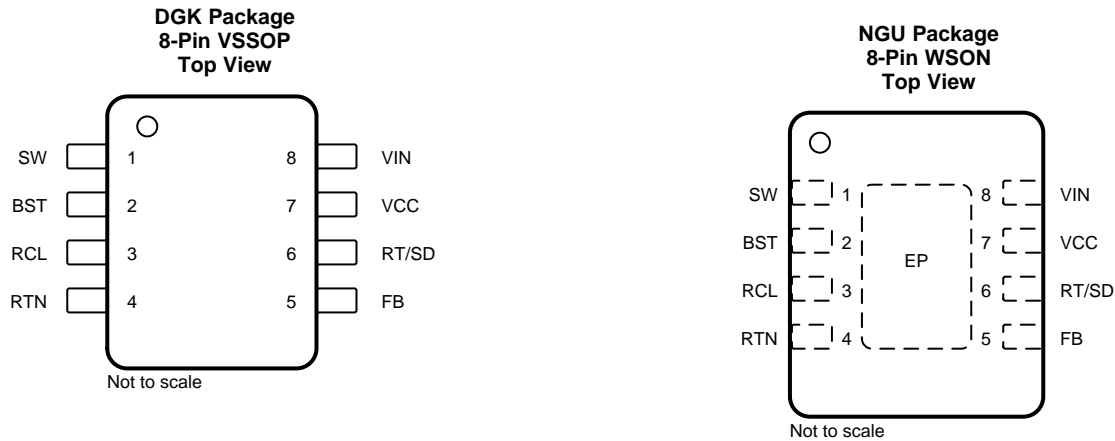 DGK Package
8-Pin VSSOP
Top View
SW 1 8 VIN
BST 2 7 VCC
RCL 3 6 RT/SD
RTN 4 5 FB
Not to scale
NGU Package
8-Pin WSON
Top View
SW 1 8 VIN
BST 2 7 VCC
EP
RCL 3 6 RT/SD
RTN 4 5 FB
Not to scale